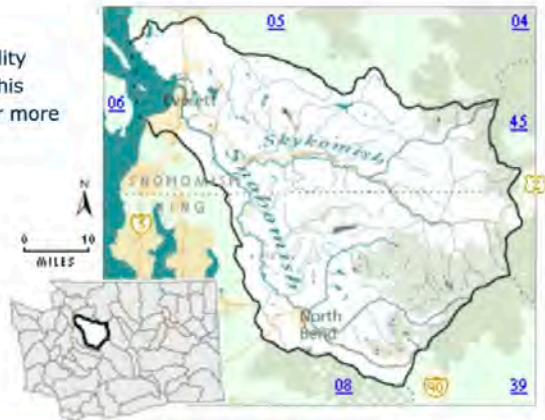 lity
his
r more
05
04
06
45
Everett
Skykomish
Snohomish
SNOHOMISH
KING
2
5
N
0 10
MILES
North
Bend
08
90
39